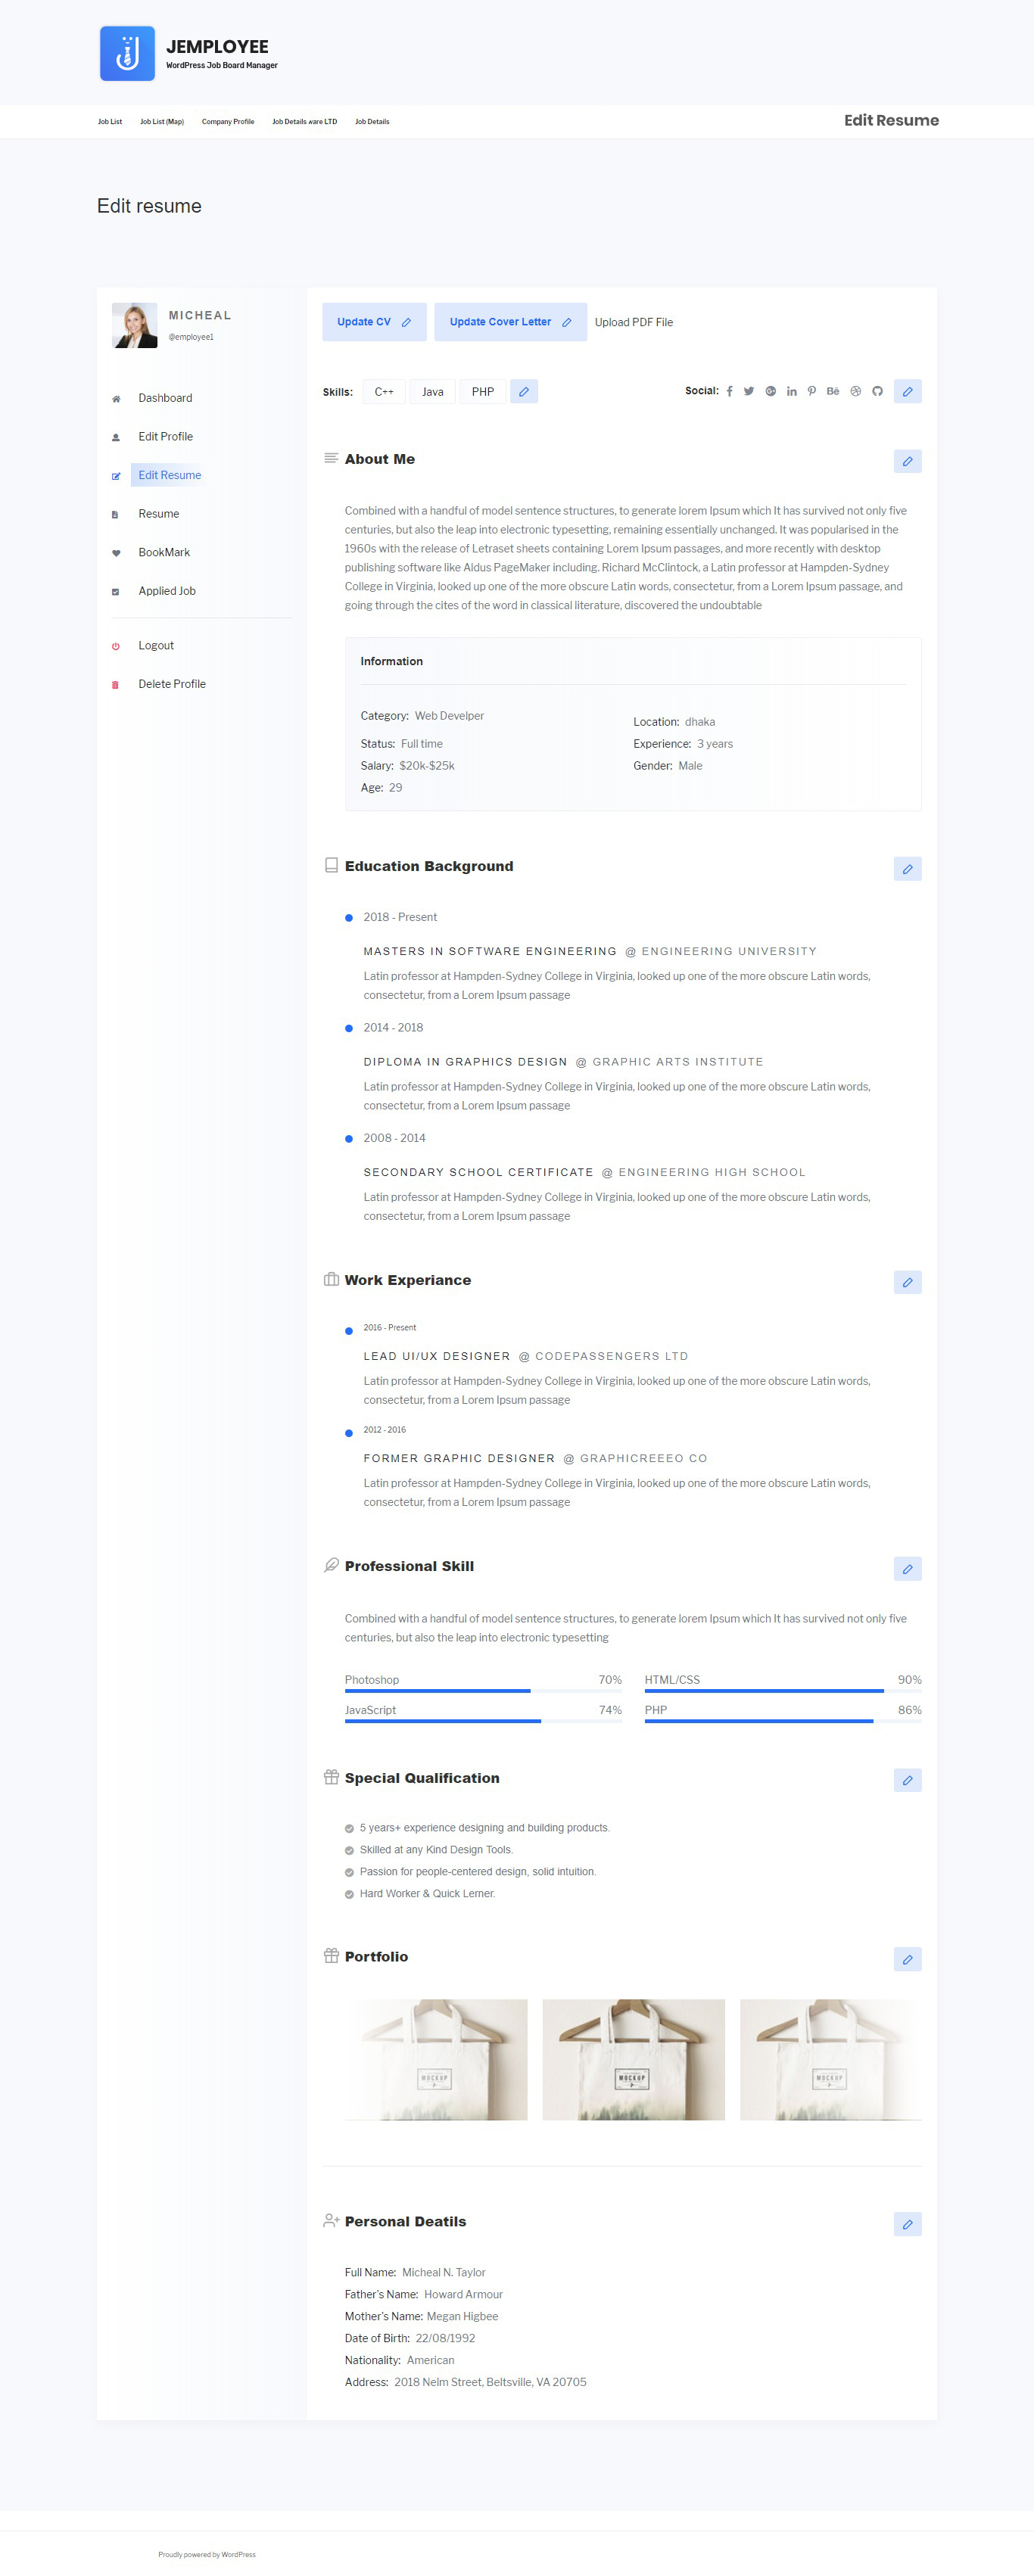 JEMPLOYEE
WordPress Job Board Manager
Job List Job List (Map) Company Profile Job Details ware LTD Job Details
Edit Resume
Edit resume
MICHEAL
@employee1
Dashboard
Edit Profile
Edit Resume
Resume
BookMark
Applied Job
Logout
Delete Profile
Update CV Update Cover Letter Upload PDF File
Skills: C++ Java PHP
Social:
About Me
Combined with a handful of model sentence structures, to generate lorem Ipsum which It has survived not only five
centuries, but also the leap into electronic typesetting, remaining essentially unchanged. It was popularised in the
1960s with the release of Letraset sheets containing Lorem Ipsum passages, and more recently with desktop
publishing software like Aldus PageMaker including. Richard McClintock, a Latin professor at Hampden-Sydney
College in Virginia, looked up one of the more obscure Latin words, consectetur, from a Lorem Ipsum passage, and
going through the cites of the word in classical literature, discovered the undoubtable
Information
Category: Web Develper
Location: dhaka
Status: Full time
Experience: 3 years
Salary: $20k-$25k
Gender: Male
Age: 29
Education Background
2018 - Present
MASTERS IN SOFTWARE ENGINEERING @ ENGINEERING UNIVERSITY
Latin professor at Hampden-Sydney College in Virginia, looked up one of the more obscure Latin words,
consectetur, from a Lorem Ipsum passage
2014 - 2018
DIPLOMA IN GRAPHICS DESIGN @ GRAPHIC ARTS INSTITUTE
Latin professor at Hampden-Sydney College in Virginia, looked up one of the more obscure Latin words,
consectetur, from a Lorem Ipsum passage
2008 - 2014
SECONDARY SCHOOL CERTIFICATE @ ENGINEERING HIGH SCHOOL
Latin professor at Hampden-Sydney College in Virginia, looked up one of the more obscure Latin words,
consectetur, from a Lorem Ipsum passage
Work Experiance
2016 - Present
LEAD UI/UX DESIGNER @ CODEPASSENGERS LTD
Latin professor at Hampden-Sydney College in Virginia, looked up one of the more obscure Latin words,
consectetur, from a Lorem Ipsum passage
2012 - 2016
FORMER GRAPHIC DESIGNER @ GRAPHICREEEO CO
Latin professor at Hampden-Sydney College in Virginia, looked up one of the more obscure Latin words,
consectetur, from a Lorem Ipsum passage
Professional Skill
Combined with a handful of model sentence structures, to generate lorem Ipsum which It has survived not only five
centuries, but also the leap into electronic typesetting
Photoshop 70% HTML/CSS 90%
JavaScript 74% PHP 86%
Special Qualification
5 years+ experience designing and building products.
Skilled at any Kind Design Tools.
Passion for people-centered design, solid intuition.
Hard Worker & Quick Lerner.
Portfolio
MOCKUP MOCKUP MOCKUP
Personal Deatils
Full Name: Micheal N. Taylor
Father's Name: Howard Armour
Mother's Name: Megan Higbee
Date of Birth: 22/08/1992
Nationality: American
Address: 2018 Nelm Street, Beltsville, VA 20705
Proudly powered by WordPress